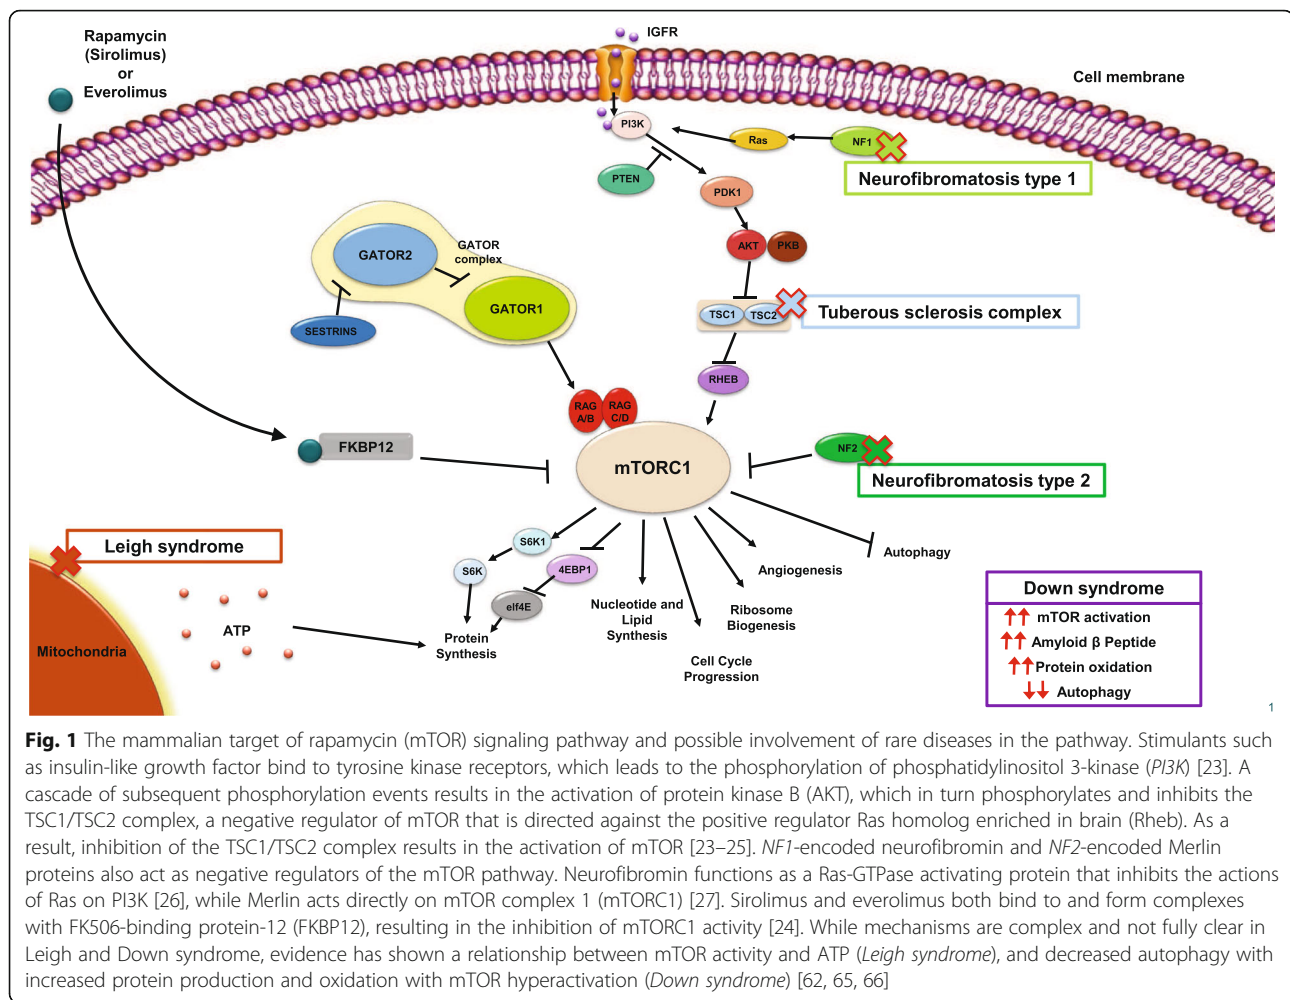 Rapamycin
(Sirolimus)
or
Everolimus
IGFR
Cell membrane
PI3K
Ras
NF1
Neurofibromatosis type 1
PTEN
PDK1
AKT
PKB
GATOR2
GATOR
complex
GATOR1
SESTRINS
TSC1
TSC2
Tuberous sclerosis complex
RHEB
RAG
A/B
RAG
C/D
FKBP12
mTORC1
NF2
Neurofibromatosis type 2
Leigh syndrome
S6K1
S6K
4EBP1
eIf4E
Autophagy
Angiogenesis
Nucleotide and
Lipid
Synthesis
Ribosome
Biogenesis
Cell Cycle
Progression
Protein
Synthesis
ATP
Mitochondria
Down syndrome
↑↑ mTOR activation
↑↑ Amyloid β Peptide
↑↑ Protein oxidation
↓↓ Autophagy
1
Fig. 1 The mammalian target of rapamycin (mTOR) signaling pathway and possible involvement of rare diseases in the pathway. Stimulants such
as insulin-like growth factor bind to tyrosine kinase receptors, which leads to the phosphorylation of phosphatidylinositol 3-kinase (PI3K) [23]. A
cascade of subsequent phosphorylation events results in the activation of protein kinase B (AKT), which in turn phosphorylates and inhibits the
TSC1/TSC2 complex, a negative regulator of mTOR that is directed against the positive regulator Ras homolog enriched in brain (Rheb). As a
result, inhibition of the TSC1/TSC2 complex results in the activation of mTOR [23–25]. NF1-encoded neurofibromin and NF2-encoded Merlin
proteins also act as negative regulators of the mTOR pathway. Neurofibromin functions as a Ras-GTPase activating protein that inhibits the actions
of Ras on PI3K [26], while Merlin acts directly on mTOR complex 1 (mTORC1) [27]. Sirolimus and everolimus both bind to and form complexes
with FK506-binding protein-12 (FKBP12), resulting in the inhibition of mTORC1 activity [24]. While mechanisms are complex and not fully clear in
Leigh and Down syndrome, evidence has shown a relationship between mTOR activity and ATP (Leigh syndrome), and decreased autophagy with
increased protein production and oxidation with mTOR hyperactivation (Down syndrome) [62, 65, 66]